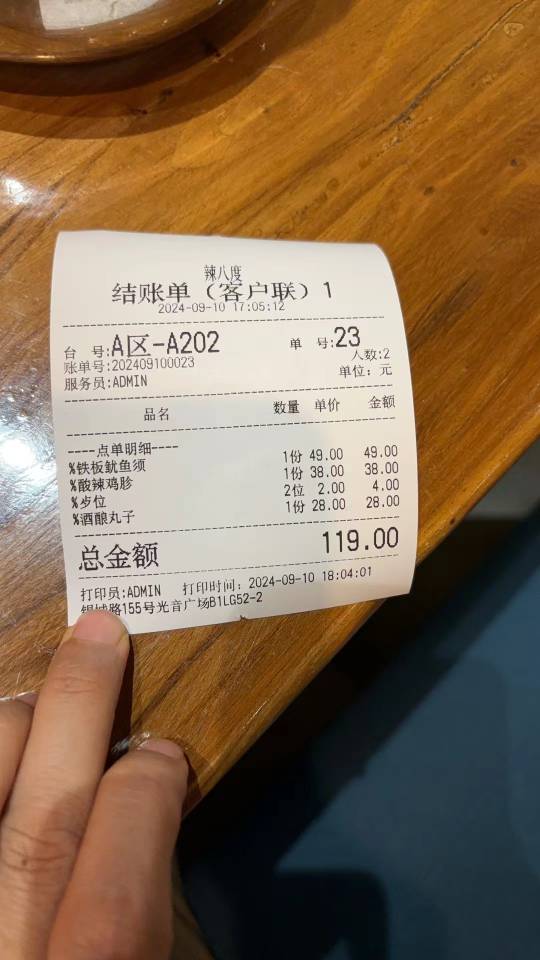 辣八度
结账单（客户联）1
2024-09-10 17:05:12
台 号:A区-A202 单 号:23
账单号:202409100023 人数:2
服务员:ADMIN 单位: 元
品名 数量 单价 金额
----点单明细----
%铁板鱿鱼须 1份 49.00 49.00
%酸辣鸡胗 1份 38.00 38.00
%歺位 2位 2.00 4.00
%酒酿丸子 1份 28.00 28.00
总金额 119.00
打印员:ADMIN 打印时间: 2024-09-10 18:04:01
路155号光音广场B1LG52-2